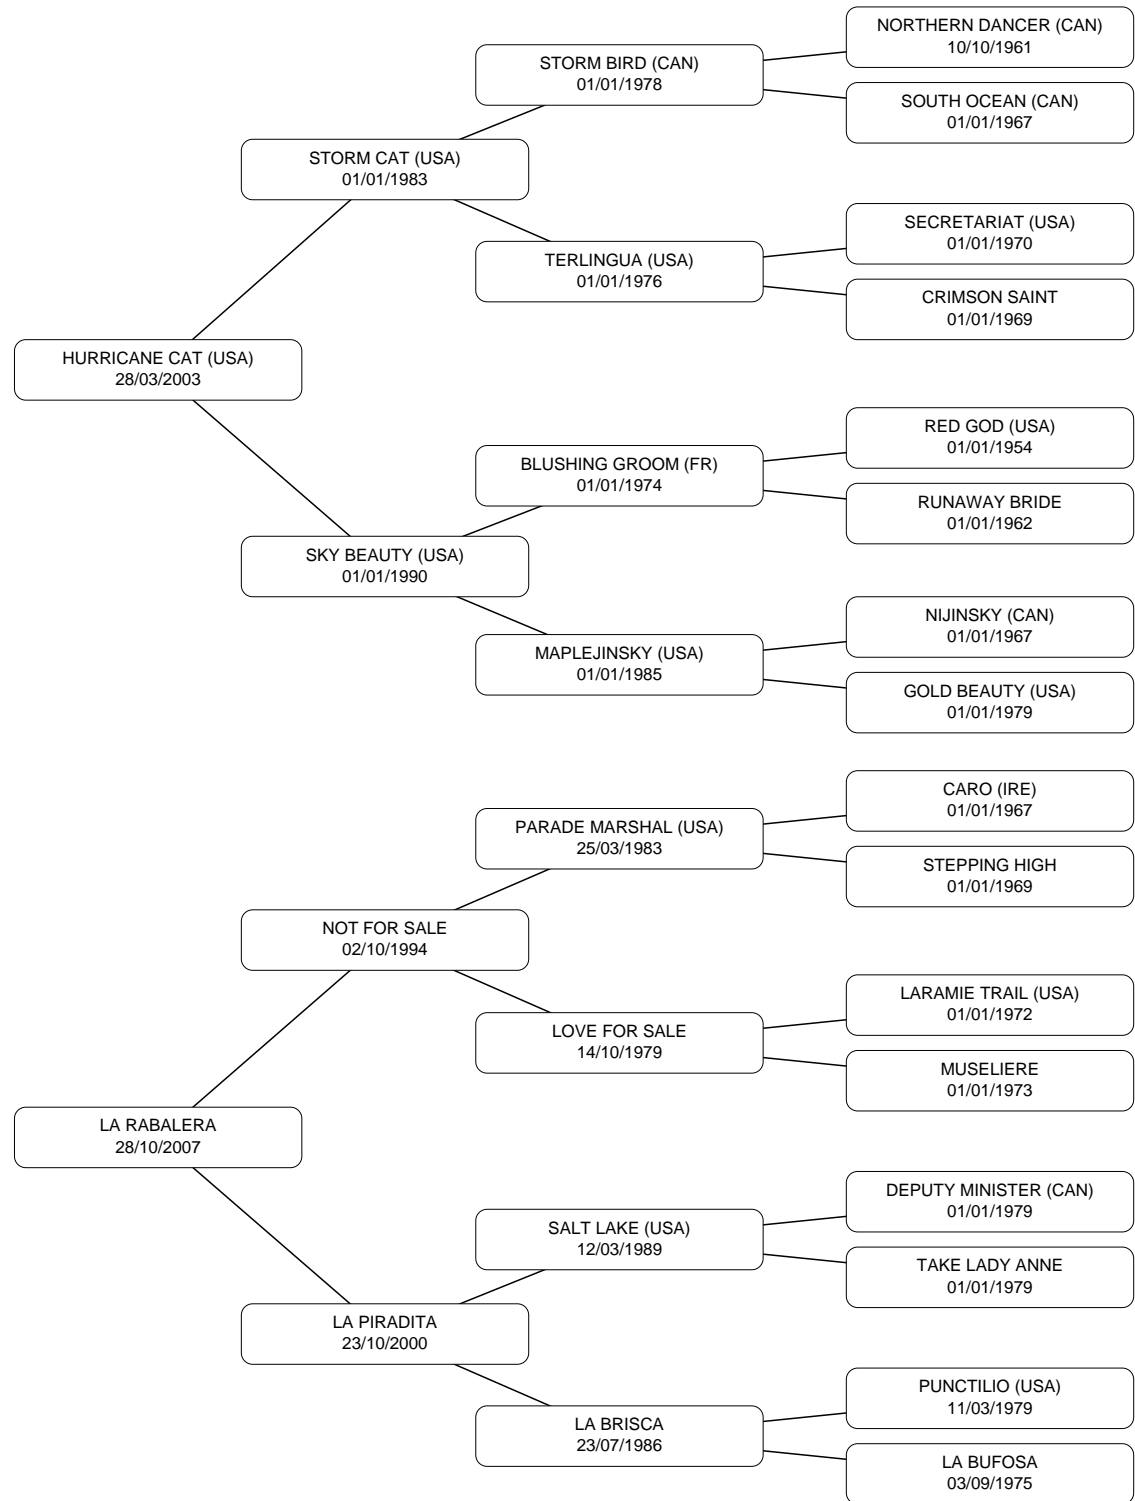 NORTHERN DANCER (CAN)
10/10/1961
STORM BIRD (CAN)
01/01/1978
SOUTH OCEAN (CAN)
01/01/1967
STORM CAT (USA)
01/01/1983
SECRETARIAT (USA)
01/01/1970
TERLINGUA (USA)
01/01/1976
CRIMSON SAINT
01/01/1969
HURRICANE CAT (USA)
28/03/2003
RED GOD (USA)
01/01/1954
BLUSHING GROOM (FR)
01/01/1974
RUNAWAY BRIDE
01/01/1962
SKY BEAUTY (USA)
01/01/1990
NIJINSKY (CAN)
01/01/1967
MAPLEJINSKY (USA)
01/01/1985
GOLD BEAUTY (USA)
01/01/1979
CARO (IRE)
01/01/1967
PARADE MARSHAL (USA)
25/03/1983
STEPPING HIGH
01/01/1969
NOT FOR SALE
02/10/1994
LARAMIE TRAIL (USA)
01/01/1972
LOVE FOR SALE
14/10/1979
MUSELIERE
01/01/1973
LA RABALERA
28/10/2007
DEPUTY MINISTER (CAN)
01/01/1979
SALT LAKE (USA)
12/03/1989
TAKE LADY ANNE
01/01/1979
LA PIRADITA
23/10/2000
PUNCTILIO (USA)
11/03/1979
LA BRISCA
23/07/1986
LA BUFOSA
03/09/1975